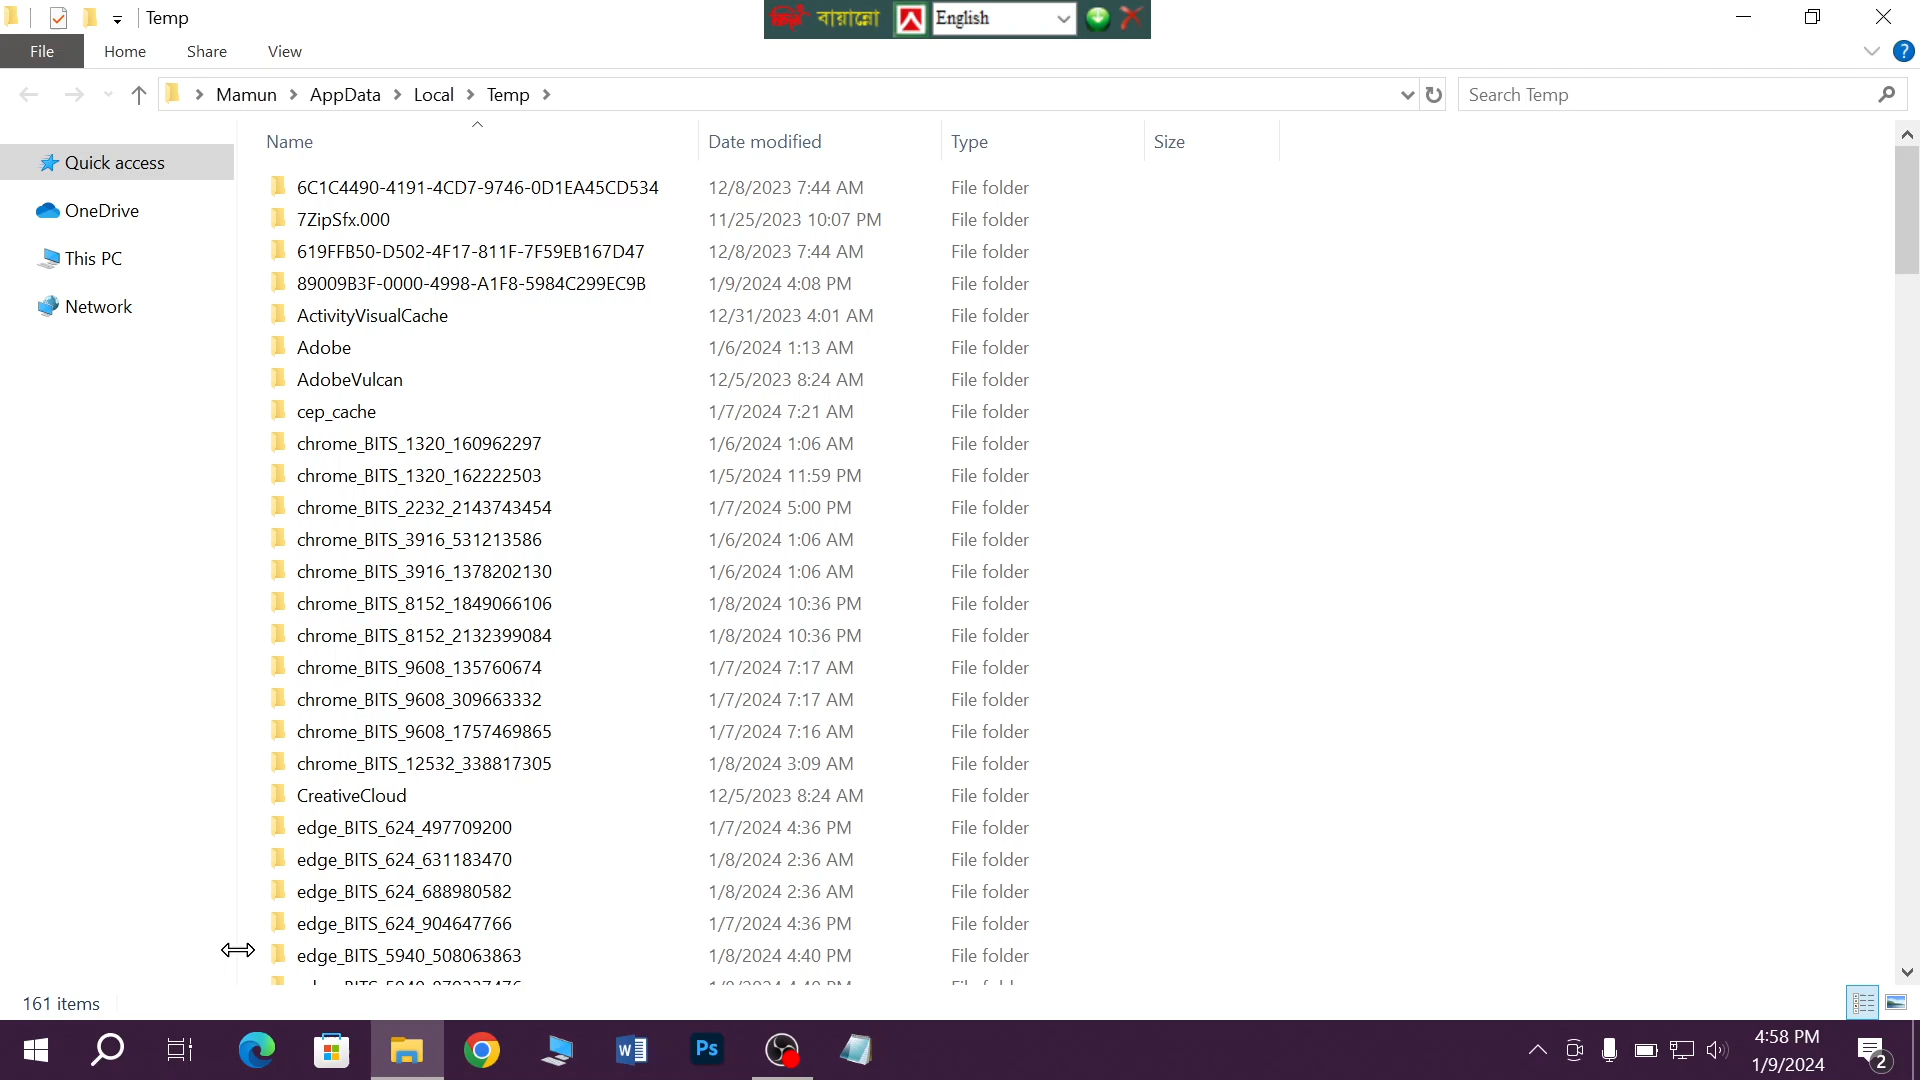 Temp
বায়ান্নো
English
File
Home
Share
View
?
Mamun
AppData
Local
Temp
Search Temp
Name
Date modified
Type
Size
Quick access
OneDrive
This PC
Network
6C1C4490-4191-4CD7-9746-0D1EA45CD534 12/8/2023 7:44 AM File folder
7ZipSfx.000 11/25/2023 10:07 PM File folder
619FFB50-D502-4F17-811F-7F59EB167D47 12/8/2023 7:44 AM File folder
89009B3F-0000-4998-A1F8-5984C299EC9B 1/9/2024 4:08 PM File folder
ActivityVisualCache 12/31/2023 4:01 AM File folder
Adobe 1/6/2024 1:13 AM File folder
AdobeVulcan 12/5/2023 8:24 AM File folder
cep_cache 1/7/2024 7:21 AM File folder
chrome_BITS_1320_160962297 1/6/2024 1:06 AM File folder
chrome_BITS_1320_162222503 1/5/2024 11:59 PM File folder
chrome_BITS_2232_2143743454 1/7/2024 5:00 PM File folder
chrome_BITS_3916_531213586 1/6/2024 1:06 AM File folder
chrome_BITS_3916_1378202130 1/6/2024 1:06 AM File folder
chrome_BITS_8152_1849066106 1/8/2024 10:36 PM File folder
chrome_BITS_8152_2132399084 1/8/2024 10:36 PM File folder
chrome_BITS_9608_135760674 1/7/2024 7:17 AM File folder
chrome_BITS_9608_309663332 1/7/2024 7:17 AM File folder
chrome_BITS_9608_1757469865 1/7/2024 7:16 AM File folder
chrome_BITS_12532_338817305 1/8/2024 3:09 AM File folder
CreativeCloud 12/5/2023 8:24 AM File folder
edge_BITS_624_497709200 1/7/2024 4:36 PM File folder
edge_BITS_624_631183470 1/8/2024 2:36 AM File folder
edge_BITS_624_688980582 1/8/2024 2:36 AM File folder
edge_BITS_624_904647766 1/7/2024 4:36 PM File folder
edge_BITS_5940_508063863 1/8/2024 4:40 PM File folder
161 items
W
Ps
4:58 PM
1/9/2024
2